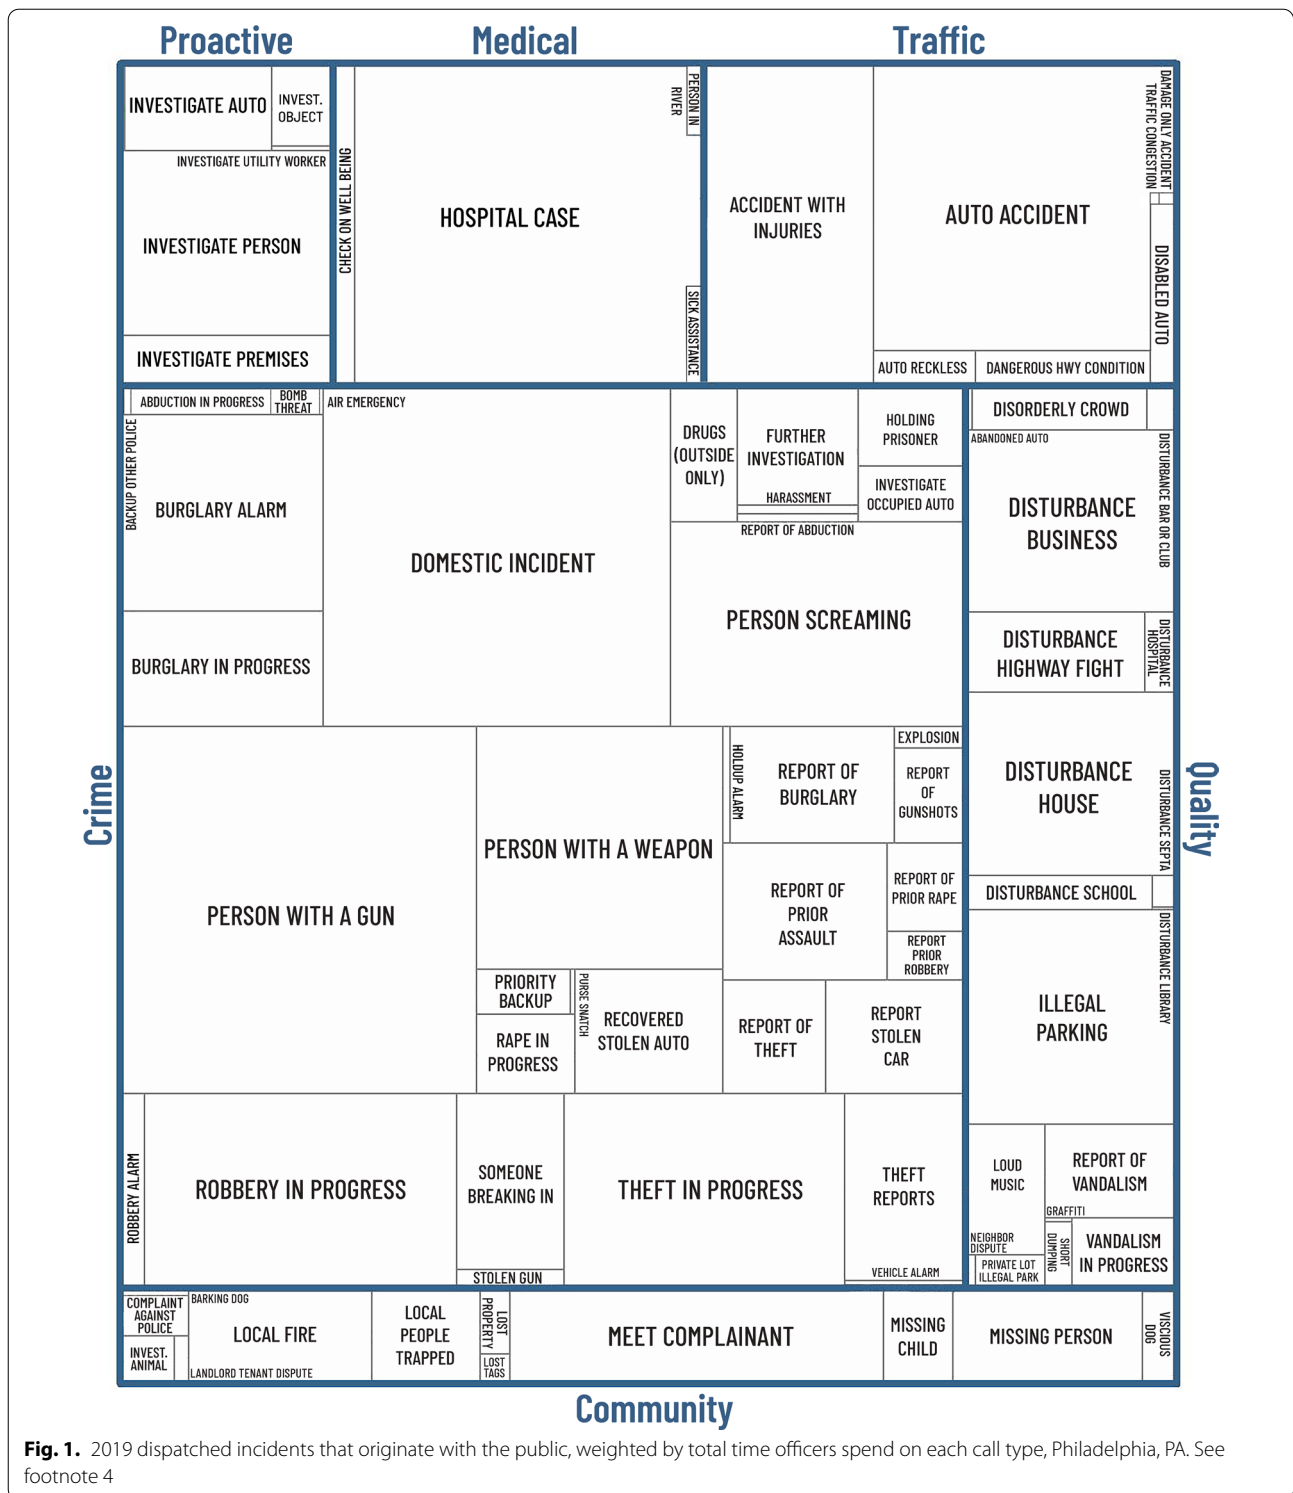 Proactive
Medical
Traffic
INVESTIGATE AUTO
INVEST.
OBJECT
INVESTIGATE UTILITY WORKER
INVESTIGATE PERSON
INVESTIGATE PREMISES
CHECK ON WELL BEING
HOSPITAL CASE
PERSON IN
RIVER
SICK ASSISTANCE
ACCIDENT WITH
INJURIES
AUTO ACCIDENT
DAMAGE ONLY ACCIDENT
TRAFFIC CONGESTION
DISABLED AUTO
AUTO RECKLESS
DANGEROUS HWY CONDITION
Crime
ABDUCTION IN PROGRESS
BOMB
THREAT
AIR EMERGENCY
BACKUP OTHER POLICE
BURGLARY ALARM
BURGLARY IN PROGRESS
DOMESTIC INCIDENT
DRUGS
(OUTSIDE
ONLY)
FURTHER
INVESTIGATION
HARASSMENT
HOLDING
PRISONER
INVESTIGATE
OCCUPIED AUTO
REPORT OF ABDUCTION
PERSON SCREAMING
PERSON WITH A GUN
PERSON WITH A WEAPON
HOLDUP ALARM
REPORT OF
BURGLARY
EXPLOSION
REPORT
OF
GUNSHOTS
REPORT OF
PRIOR
ASSAULT
REPORT OF
PRIOR RAPE
REPORT
PRIOR
ROBBERY
PRIORITY
BACKUP
RAPE IN
PROGRESS
PURSE SNATCH
RECOVERED
STOLEN AUTO
REPORT OF
THEFT
REPORT
STOLEN
CAR
ROBBERY ALARM
ROBBERY IN PROGRESS
SOMEONE
BREAKING IN
STOLEN GUN
THEFT IN PROGRESS
THEFT
REPORTS
VEHICLE ALARM
Quality
DISORDERLY CROWD
ABANDONED AUTO
DISTURBANCE
BUSINESS
DISTURBANCE BAR OR CLUB
DISTURBANCE
HIGHWAY FIGHT
DISTURBANCE
HOSPITAL
DISTURBANCE
HOUSE
DISTURBANCE SEPTA
DISTURBANCE SCHOOL
DISTURBANCE LIBRARY
ILLEGAL
PARKING
LOUD
MUSIC
NEIGHBOR
DISPUTE
PRIVATE LOT
ILLEGAL PARK
REPORT OF
VANDALISM
GRAFFITI
SHORT
DUMPING
VANDALISM
IN PROGRESS
COMPLAINT
AGAINST
POLICE
INVEST.
ANIMAL
BARKING DOG
LOCAL FIRE
LANDLORD TENANT DISPUTE
LOCAL
PEOPLE
TRAPPED
LOST
PROPERTY
LOST
TAGS
MEET COMPLAINANT
MISSING
CHILD
MISSING PERSON
VISCIOUS
DOG
Community
Fig. 1. 2019 dispatched incidents that originate with the public, weighted by total time officers spend on each call type, Philadelphia, PA. See
footnote 4